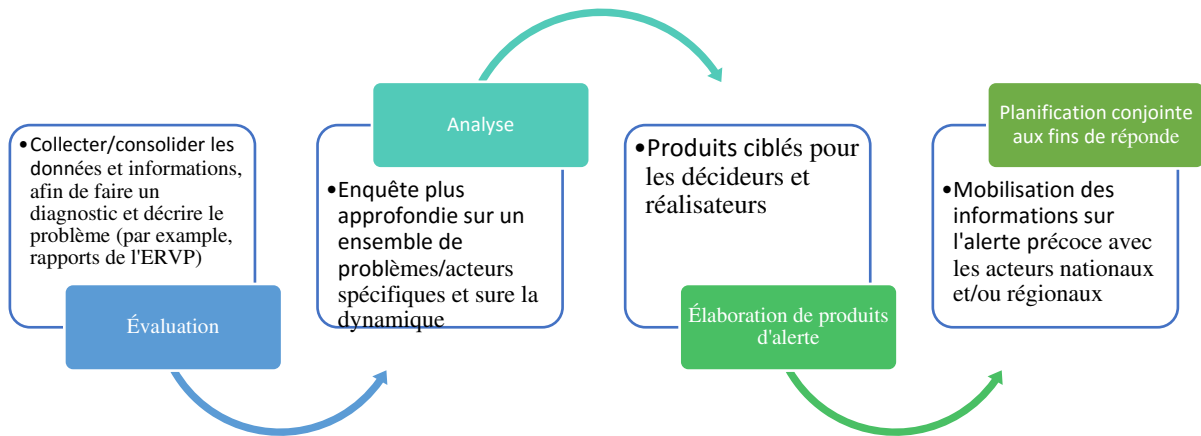 •Collecter/consolider les
données et informations,
afin de faire un
diagnostic et décrire le
problème (par example,
rapports de l'ERVP)
Évaluation
Analyse
•Enquête plus
approfondie sur un
ensemble de
problèmes/acteurs
spécifiques et sure la
dynamique
•Produits ciblés pour
les décideurs et
réalisateurs
Élaboration de produits
d'alerte
Planification conjointe
aux fins de réponde
•Mobilisation des
informations sur
l'alerte précoce avec
les acteurs nationaux
et/ou régionaux